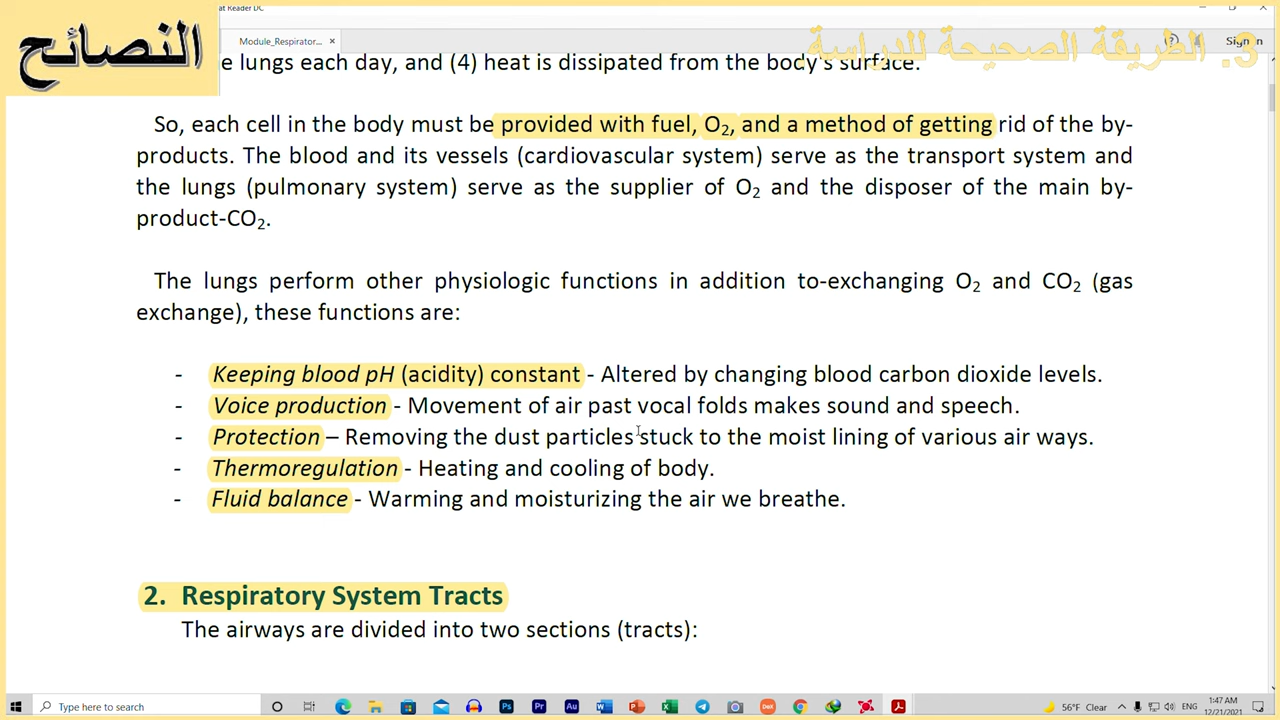 النصائح
at Reader DC
Module_Respirator...
Sign In
3. الطريقة الصحيحة للدراسة
e lungs each day, and (4) heat is dissipated from the body's surface.
So, each cell in the body must be provided with fuel, O2, and a method of getting rid of the by-
products. The blood and its vessels (cardiovascular system) serve as the transport system and
the lungs (pulmonary system) serve as the supplier of O2 and the disposer of the main by-
product-CO2.
The lungs perform other physiologic functions in addition to-exchanging O2 and CO2 (gas
exchange), these functions are:
- Keeping blood pH (acidity) constant - Altered by changing blood carbon dioxide levels.
- Voice production - Movement of air past vocal folds makes sound and speech.
- Protection – Removing the dust particles stuck to the moist lining of various air ways.
- Thermoregulation - Heating and cooling of body.
- Fluid balance - Warming and moisturizing the air we breathe.
2. Respiratory System Tracts
The airways are divided into two sections (tracts):
Type here to search
56°F Clear
ENG
1:47 AM
12/21/2021